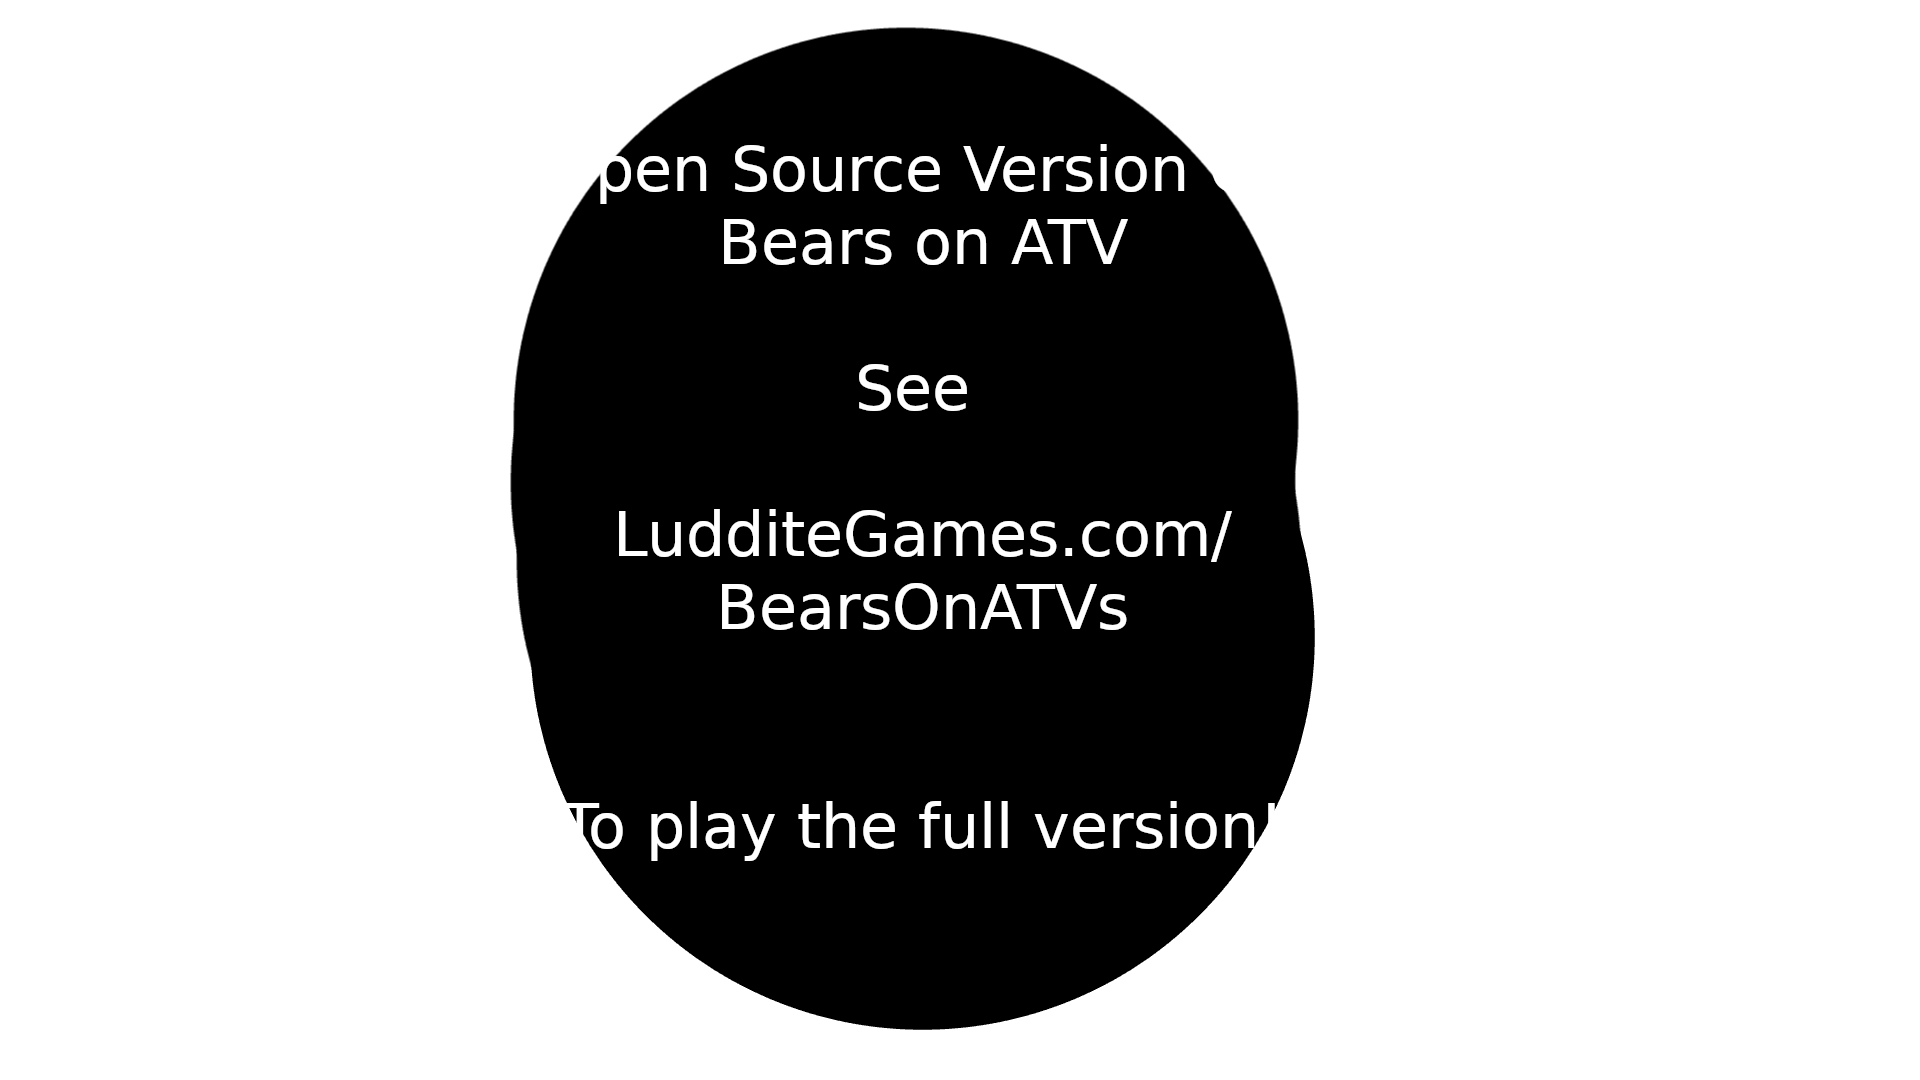 pen Source Version
Bears on ATV
See
LudditeGames.com/
BearsOnATVs
To play the full version!